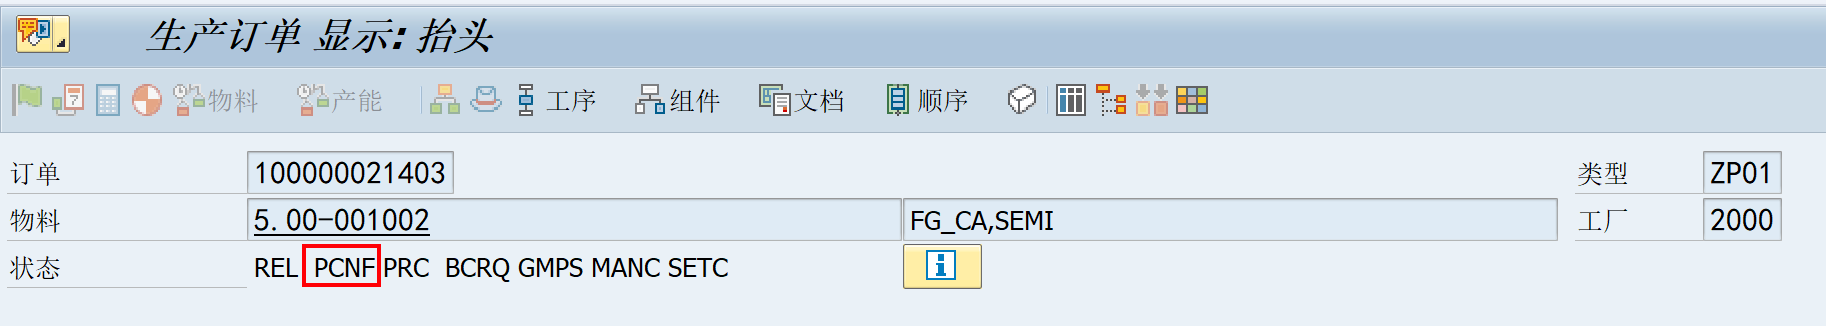 生产订单 显示: 抬头
7 物料 产能 工序 组件 文档 顺序
订单 100000021403 类型 ZP01
物料 5.00-001002 FG_CA,SEMI 工厂 2000
状态 REL PCNF PRC BCRQ GMPS MANC SETC